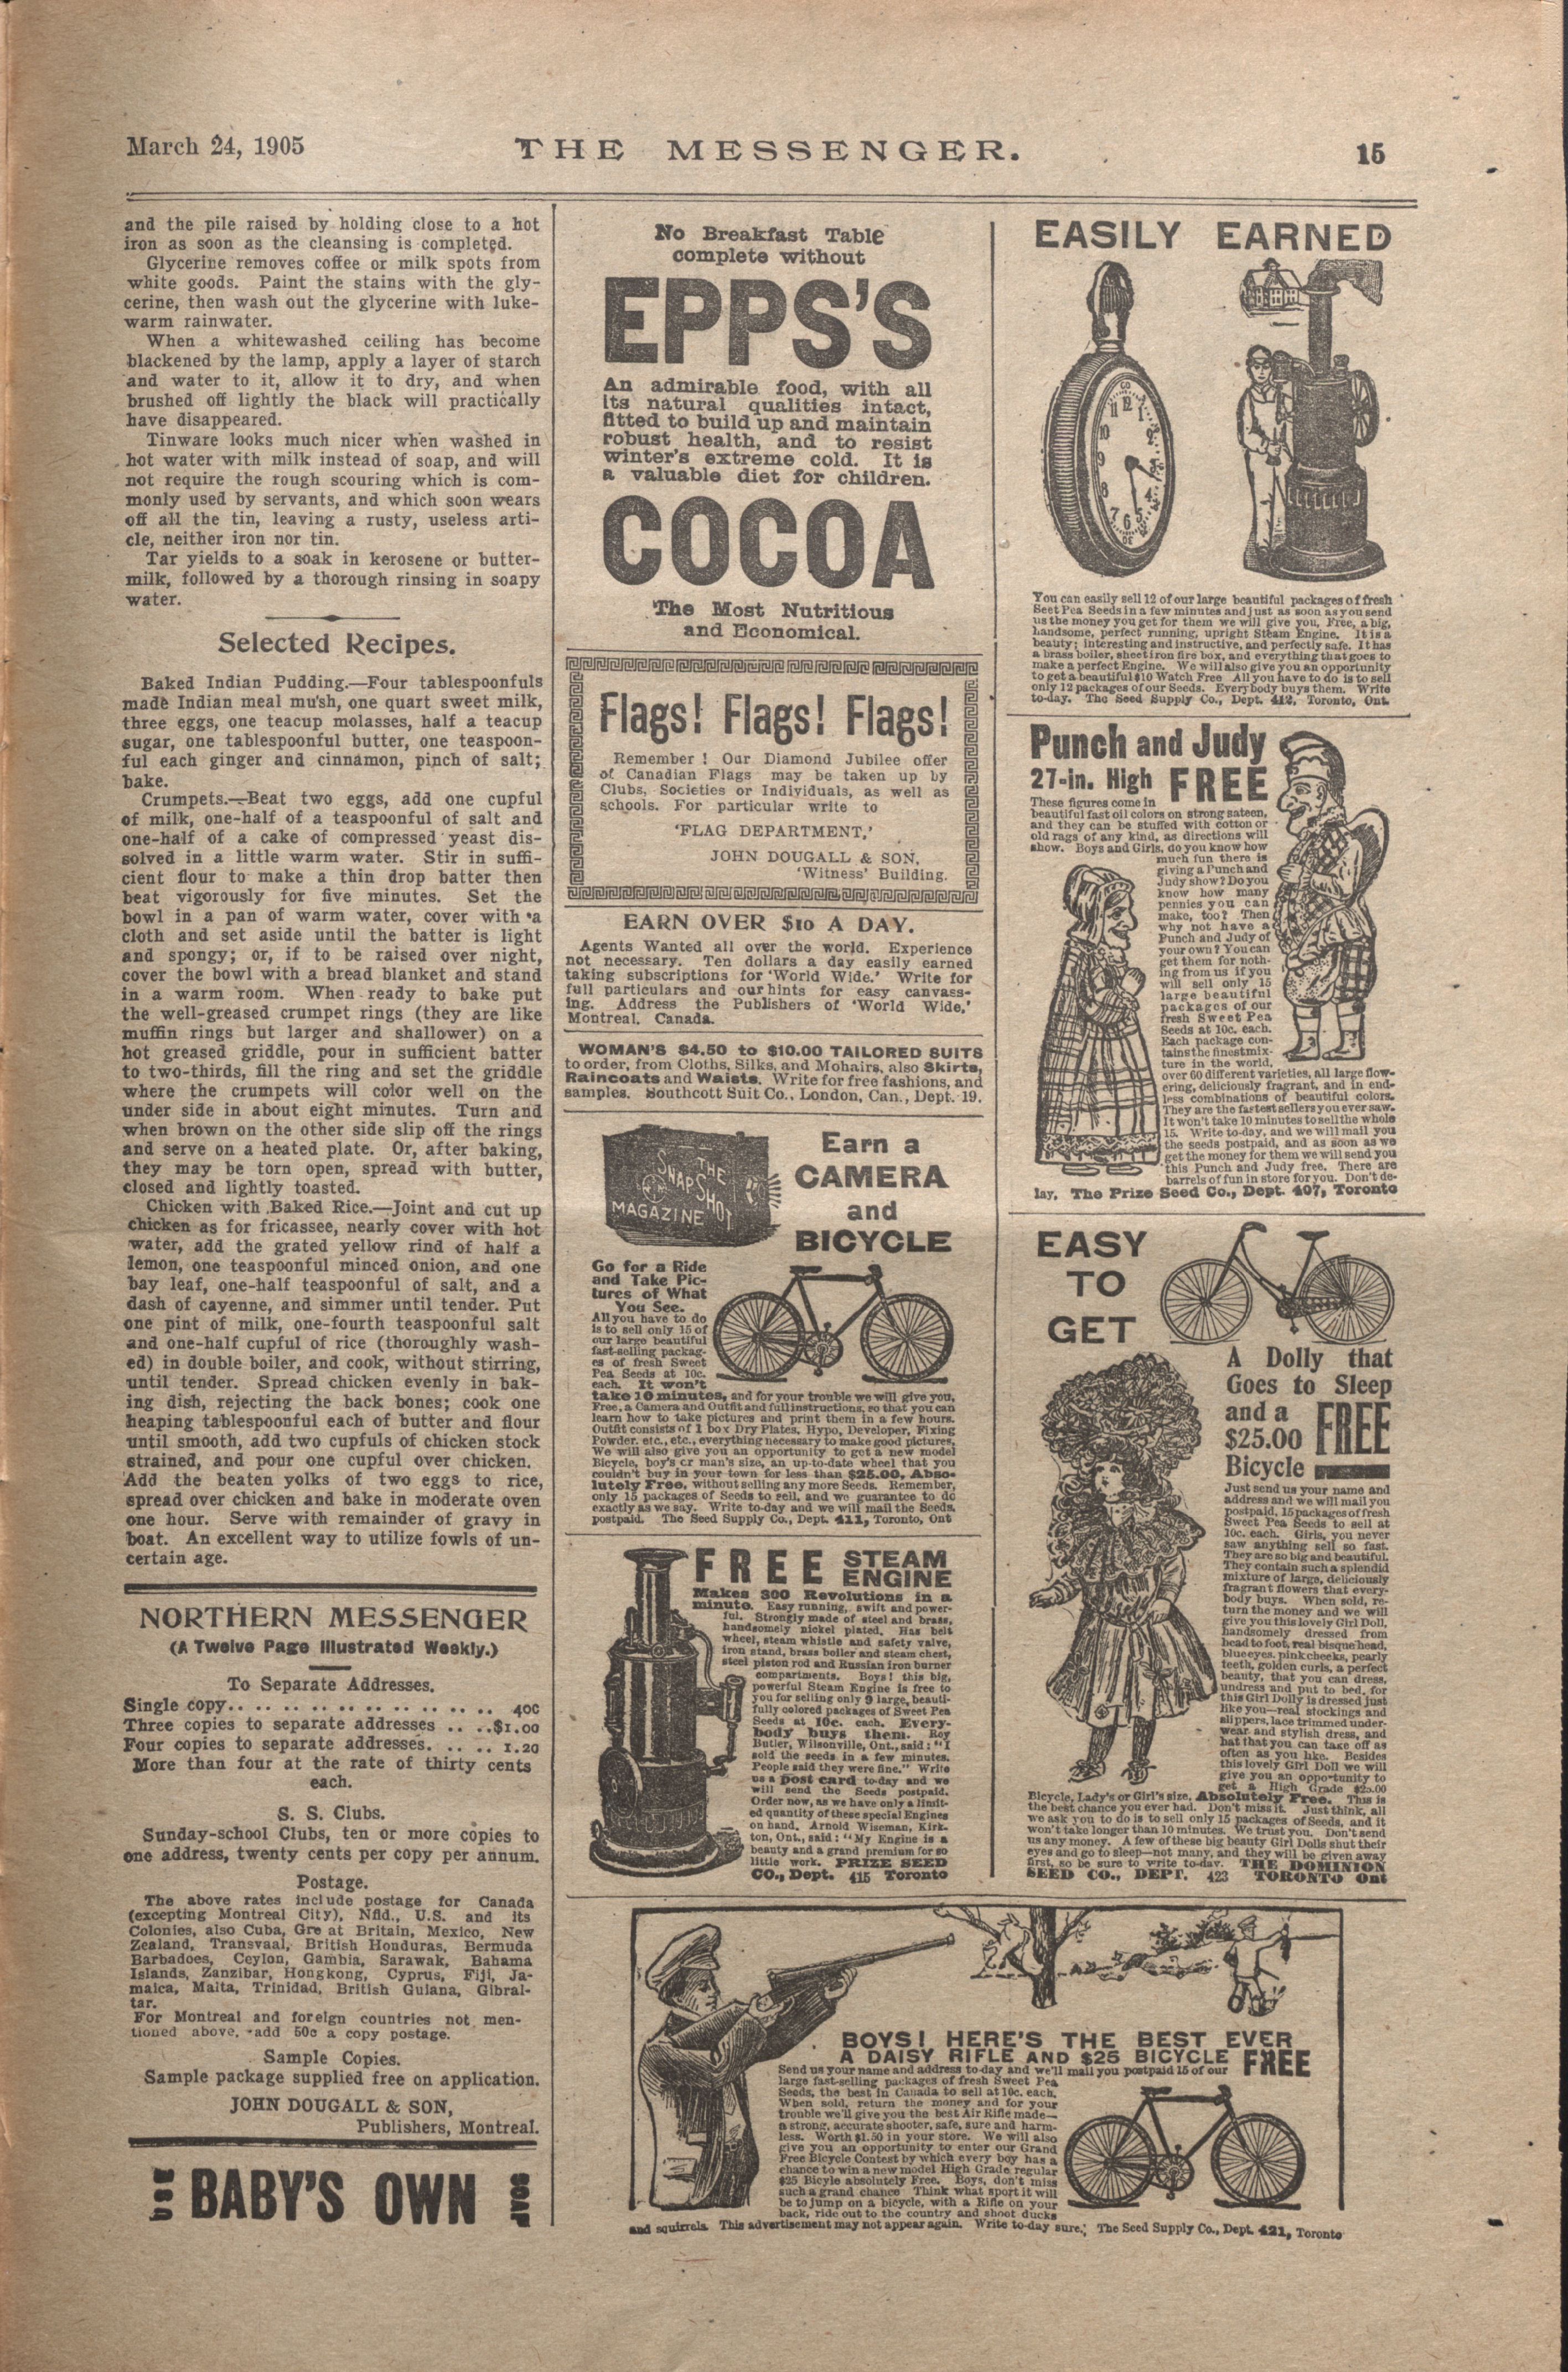 March 24, 1905
THE MESSENGER.
15
and the pile raised by holding close to a hot
iron as soon as the cleansing is completed.
Glycerine removes coffee or milk spots from
white goods. Paint the stains with the gly-
cerine, then wash out the glycerine with luke-
warm rainwater.
When a whitewashed ceiling has become
blackened by the lamp, apply a layer of starch
and water to it, allow it to dry, and when
brushed off lightly the black will practically
have disappeared.
Tinware looks much nicer when washed in
hot water with milk instead of soap, and will
not require the rough scouring which is com-
monly used by servants, and which soon wears
off all the tin, leaving a rusty, useless arti-
cle, neither iron nor tin.
Tar yields to a soak in kerosene or butter-
milk, followed by a thorough rinsing in soapy
water.
Selected Recipes.
Baked Indian Pudding.—Four tablespoonfuls
made Indian meal mush, one quart sweet milk,
three eggs, one teacup molasses, half a teacup
sugar, one tablespoonful butter, one teaspoon-
ful each ginger and cinnamon, pinch of salt;
bake.
Crumpets.—Beat two eggs, add one cupful
of milk, one-half of a teaspoonful of salt and
one-half of a cake of compressed yeast dis-
solved in a little warm water. Stir in suffi-
cient flour to make a thin drop batter then
beat vigorously for five minutes. Set the
bowl in a pan of warm water, cover with a
cloth and set aside until the batter is light
and spongy; or, if to be raised over night,
cover the bowl with a bread blanket and stand
in a warm room. When ready to bake put
the well-greased crumpet rings (they are like
muffin rings but larger and shallower) on a
hot greased griddle, pour in sufficient batter
to two-thirds, fill the ring and set the griddle
where the crumpets will color well on the
under side in about eight minutes. Turn and
when brown on the other side slip off the rings
and serve on a heated plate. Or, after baking,
they may be torn open, spread with butter,
closed and lightly toasted.
Chicken with Baked Rice.—Joint and cut up
chicken as for fricassee, nearly cover with hot
water, add the grated yellow rind of half a
lemon, one teaspoonful minced onion, and one
bay leaf, one-half teaspoonful of salt, and a
dash of cayenne, and simmer until tender. Put
one pint of milk, one-fourth teaspoonful salt
and one-half cupful of rice (thoroughly wash-
ed) in double boiler, and cook, without stirring,
until tender. Spread chicken evenly in bak-
ing dish, rejecting the back bones; cook one
heaping tablespoonful each of butter and flour
until smooth, add two cupfuls of chicken stock
strained, and pour one cupful over chicken.
Add the beaten yolks of two eggs to rice,
spread over chicken and bake in moderate oven
one hour. Serve with remainder of gravy in
boat. An excellent way to utilize fowls of un-
certain age.
NORTHERN MESSENGER
(A Twelve Page Illustrated Weekly.)
To Separate Addresses.
Single copy.. .. .. .. .. .. .. .. .. .. 40c
Three copies to separate addresses .. ..$1.00
Four copies to separate addresses. .. .. 1.20
More than four at the rate of thirty cents
each.
S. S. Clubs.
Sunday-school Clubs, ten or more copies to
one address, twenty cents per copy per annum.
Postage.
The above rates include postage for Canada
(excepting Montreal City), Nfld., U.S. and its
Colonies, also Cuba, Gre at Britain, Mexico, New
Zealand, Transvaal, British Honduras, Bermuda
Barbadoes, Ceylon, Gambia, Sarawak, Bahama
Islands, Zanzibar, Hongkong, Cyprus, Fiji, Ja-
maica, Malta, Trinidad, British Guiana, Gibral-
tar.
For Montreal and foreign countries not men-
tioned above, add 50c a copy postage.
Sample Copies.
Sample package supplied free on application.
JOHN DOUGALL & SON,
Publishers, Montreal.
USE BABY'S OWN SOAP
No Breakfast Table
complete without
EPPS'S
An admirable food, with all
its natural qualities intact,
fitted to build up and maintain
robust health, and to resist
winter's extreme cold. It is
a valuable diet for children.
COCOA
The Most Nutritious
and Economical.
Flags! Flags! Flags!
Remember ! Our Diamond Jubilee offer
of Canadian Flags may be taken up by
Clubs, Societies or Individuals, as well as
schools. For particular write to
'FLAG DEPARTMENT,'
JOHN DOUGALL & SON,
'Witness' Building.
EARN OVER $10 A DAY.
Agents Wanted all over the world. Experience
not necessary. Ten dollars a day easily earned
taking subscriptions for 'World Wide.' Write for
full particulars and our hints for easy canvass-
ing. Address the Publishers of 'World Wide,'
Montreal, Canada.
WOMAN'S $4.50 to $10.00 TAILORED SUITS
to order, from Cloths, Silks, and Mohairs, also Skirts,
Raincoats and Waists. Write for free fashions, and
samples. Southcott Suit Co., London, Can., Dept. 19.
THE
SNAP SHOT
MAGAZINE
Earn a
CAMERA
and
BICYCLE
Go for a Ride
and Take Pic-
tures of What
You See.
All you have to do
is to sell only 15 of
our large beautiful
fast-selling packag-
es of fresh Sweet
Pea Seeds at 10c.
each. It won't
take 10 minutes, and for your trouble we will give you,
Free, a Camera and Outfit and full instructions, so that you can
learn how to take pictures and print them in a few hours.
Outfit consists of 1 box Dry Plates, Hypo, Developer, Fixing
Powder, etc., etc., everything necessary to make good pictures.
We will also give you an opportunity to get a new model
Bicycle, boy's or man's size, an up-to-date wheel that you
couldn't buy in your town for less than $25.00, Abso-
lutely Free, without selling any more Seeds. Remember,
only 15 packages of Seeds to sell, and we guarantee to do
exactly as we say. Write to-day and we will mail the Seeds,
postpaid. The Seed Supply Co., Dept. 411, Toronto, Ont
FREE STEAM
ENGINE
Makes 300 Revolutions in a
minute. Easy running, swift and power-
ful. Strongly made of steel and brass,
handsomely nickel plated. Has belt
wheel, steam whistle and safety valve,
iron stand, brass boiler and steam chest,
steel piston rod and Russian iron burner
compartments. Boys! this big,
powerful Steam Engine is free to
you for selling only 9 large, beauti-
fully colored packages of Sweet Pea
Seeds at 10c. each. Every-
body buys them. Roy
Butler, Wilsonville, Ont., said: "I
sold the seeds in a few minutes.
People said they were fine." Write
us a post card to-day and we
will send the Seeds postpaid.
Order now, as we have only a limit-
ed quantity of these special Engines
on hand. Arnold Wiseman, Kirk-
ton, Ont., said: "My Engine is a
beauty and a grand premium for so
little work. PRIZE SEED
CO., Dept. 415 Toronto
EASILY EARNED
You can easily sell 12 of our large beautiful packages of fresh
Seet Pea Seeds in a few minutes and just as soon as you send
us the money you get for them we will give you, Free, a big,
handsome, perfect running, upright Steam Engine. It is a
beauty; interesting and instructive, and perfectly safe. It has
a brass boiler, sheet iron fire box, and everything that goes to
make a perfect Engine. We will also give you an opportunity
to get a beautiful $10 Watch Free All you have to do is to sell
only 12 packages of our Seeds. Everybody buys them. Write
to-day. The Seed Supply Co., Dept. 412, Toronto, Ont.
Punch and Judy
27-in. High FREE
These figures come in
beautiful fast oil colors on strong sateen,
and they can be stuffed with cotton or
old rags of any kind, as directions will
show. Boys and Girls, do you know how
much fun there is
giving a Punch and
Judy show? Do you
know how many
pennies you can
make, too? Then
why not have a
Punch and Judy of
your own? You can
get them for noth-
ing from us if you
will sell only 15
large beautiful
packages of our
fresh Sweet Pea
Seeds at 10c. each.
Each package con-
tains the finest mix-
ture in the world,
over 60 different varieties, all large flow-
ering, deliciously fragrant, and in end-
less combinations of beautiful colors.
They are the fastest sellers you ever saw.
It won't take 10 minutes to sell the whole
15. Write to-day, and we will mail you
the seeds postpaid, and as soon as we
get the money for them we will send you
this Punch and Judy free. There are
barrels of fun in store for you. Don't de-
lay. The Prize Seed Co., Dept. 407, Toronto
EASY
TO
GET
A Dolly that
Goes to Sleep
and a
$25.00 FREE
Bicycle
Just send us your name and
address and we will mail you
postpaid, 15 packages of fresh
Sweet Pea Seeds to sell at
10c. each. Girls, you never
saw anything sell so fast.
They are so big and beautiful.
They contain such a splendid
mixture of large, deliciously
fragrant flowers that every-
body buys. When sold, re-
turn the money and we will
give you this lovely Girl Doll,
handsomely dressed from
head to foot, real bisque head,
blue eyes, pink cheeks, pearly
teeth, golden curls, a perfect
beauty, that you can dress,
undress and put to bed, for
this Girl Dolly is dressed just
like you—real stockings and
slippers, lace trimmed under-
wear and stylish dress, and
hat that you can take off as
often as you like. Besides
this lovely Girl Doll we will
give you an opportunity to
get a High Grade $25.00
Bicycle, Lady's or Girl's size, Absolutely Free. This is
the best chance you ever had. Don't miss it. Just think, all
we ask you to do is to sell only 15 packages of Seeds, and it
won't take longer than 10 minutes. We trust you. Don't send
us any money. A few of these big beauty Girl Dolls shut their
eyes and go to sleep—not many, and they will be given away
first, so be sure to write to-day. THE DOMINION
SEED CO., DEPT. 423 TORONTO Ont
BOYS! HERE'S THE BEST EVER
A DAISY RIFLE AND $25 BICYCLE FREE
Send us your name and address to-day and we'll mail you postpaid 15 of our
large fast-selling packages of fresh Sweet Pea
Seeds, the best in Canada to sell at 10c. each.
When sold, return the money and for your
trouble we'll give you the best Air Rifle made—
a strong, accurate shooter, safe, sure and harm-
less. Worth $1.50 in your store. We will also
give you an opportunity to enter our Grand
Free Bicycle Contest by which every boy has a
chance to win a new model High Grade regular
$25 Bicyle absolutely Free. Boys, don't miss
such a grand chance Think what sport it will
be to jump on a bicycle, with a Rifle on your
back, ride out to the country and shoot ducks
and squirrels. This advertisement may not appear again. Write to-day sure. The Seed Supply Co., Dept. 421, Toronto